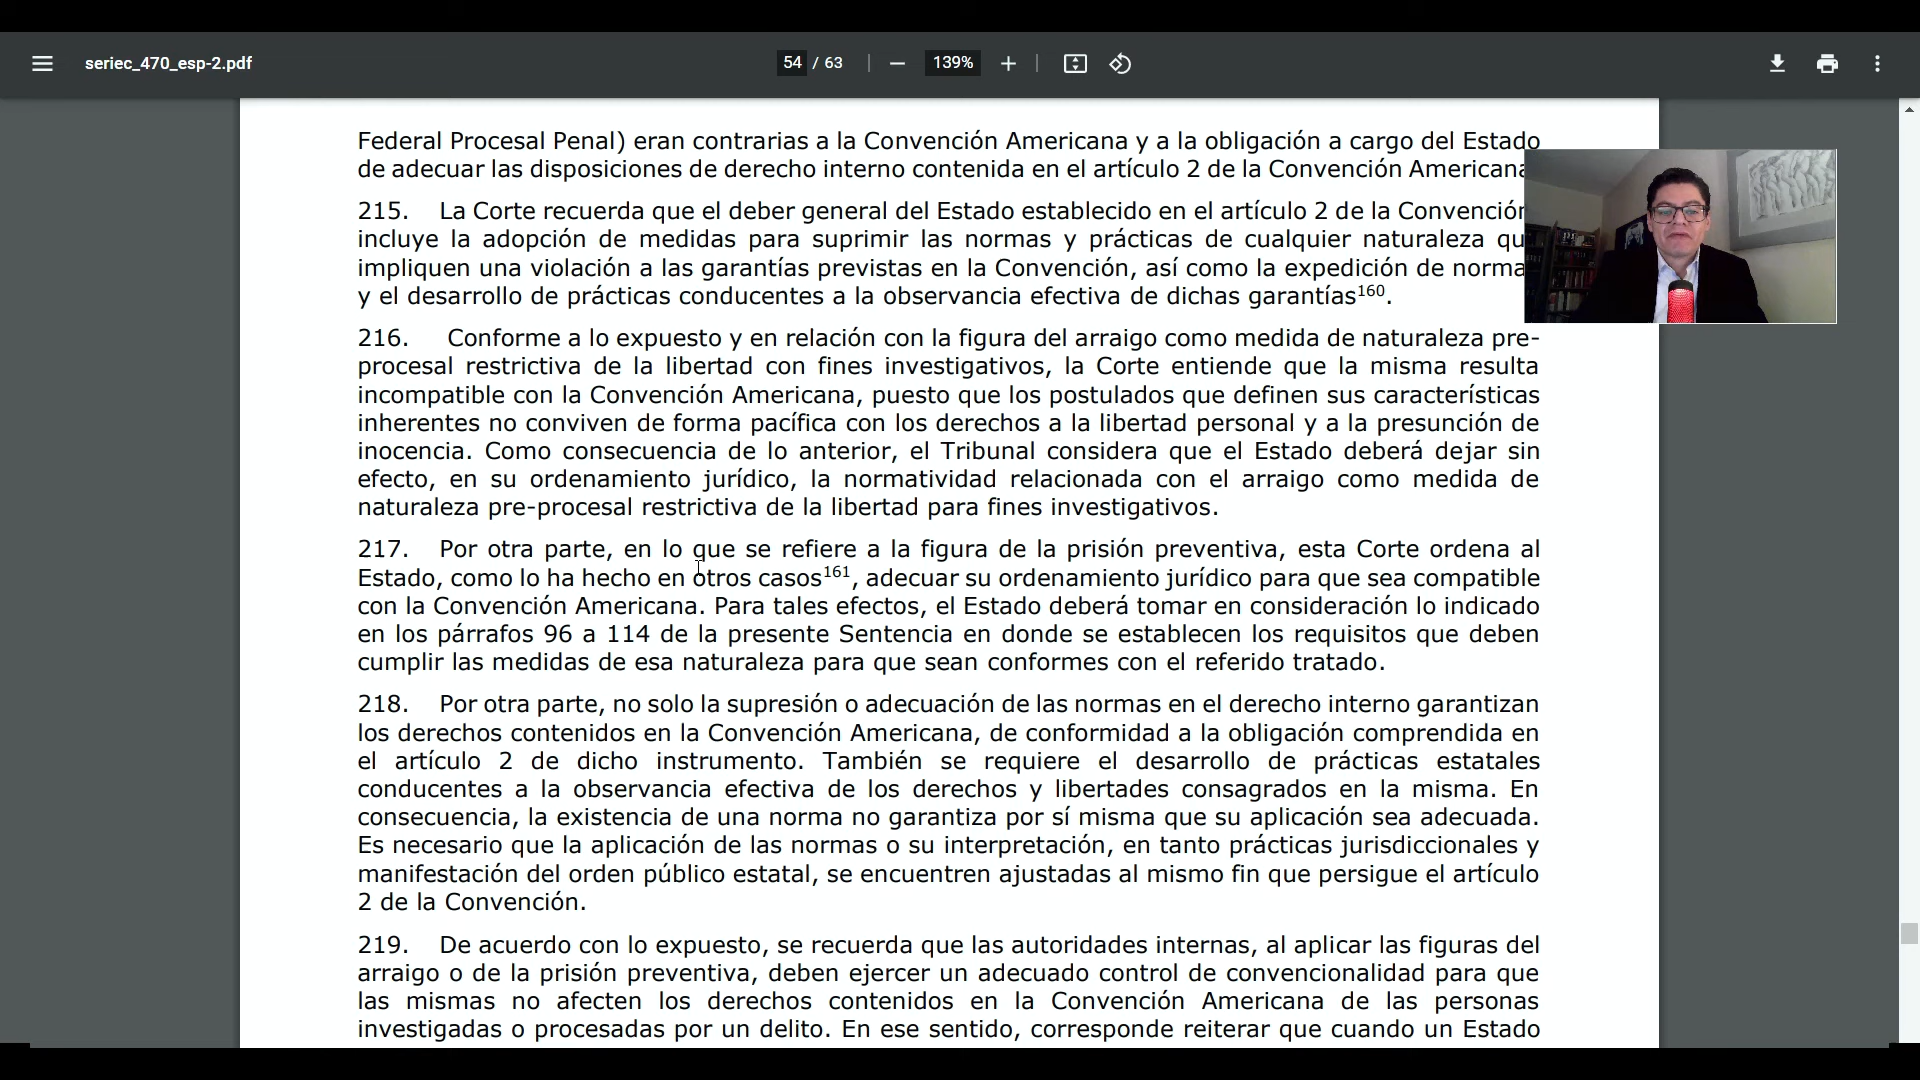 seriec_470_esp-2.pdf
54 / 63
139%
Federal Procesal Penal) eran contrarias a la Convención Americana y a la obligación a cargo del Estado
de adecuar las disposiciones de derecho interno contenida en el artículo 2 de la Convención Americana
215. La Corte recuerda que el deber general del Estado establecido en el artículo 2 de la Convención
incluye la adopción de medidas para suprimir las normas y prácticas de cualquier naturaleza
impliquen una violación a las garantías previstas en la Convención, así como la expedición de
y el desarrollo de prácticas conducentes a la observancia efectiva de dichas garantías160.
216. Conforme a lo expuesto y en relación con la figura del arraigo como medida de naturaleza pre-
procesal restrictiva de la libertad con fines investigativos, la Corte entiende que la misma resulta
incompatible con la Convención Americana, puesto que los postulados que definen sus características
inherentes no conviven de forma pacífica con los derechos a la libertad personal y a la presunción de
inocencia. Como consecuencia de lo anterior, el Tribunal considera que el Estado deberá dejar sin
efecto, en su ordenamiento jurídico, la normatividad relacionada con el arraigo como medida de
naturaleza pre-procesal restrictiva de la libertad para fines investigativos.
217. Por otra parte, en lo que se refiere a la figura de la prisión preventiva, esta Corte ordena al
Estado, como lo ha hecho en otros casos161, adecuar su ordenamiento jurídico para que sea compatible
con la Convención Americana. Para tales efectos, el Estado deberá tomar en consideración lo indicado
en los párrafos 96 a 114 de la presente Sentencia en donde se establecen los requisitos que deben
cumplir las medidas de esa naturaleza para que sean conformes con el referido tratado.
218. Por otra parte, no solo la supresión o adecuación de las normas en el derecho interno garantizan
los derechos contenidos en la Convención Americana, de conformidad a la obligación comprendida en
el artículo 2 de dicho instrumento. También se requiere el desarrollo de prácticas estatales
conducentes a la observancia efectiva de los derechos y libertades consagrados en la misma. En
consecuencia, la existencia de una norma no garantiza por sí misma que su aplicación sea adecuada.
Es necesario que la aplicación de las normas o su interpretación, en tanto prácticas jurisdiccionales y
manifestación del orden público estatal, se encuentren ajustadas al mismo fin que persigue el artículo
2 de la Convención.
219. De acuerdo con lo expuesto, se recuerda que las autoridades internas, al aplicar las figuras del
arraigo o de la prisión preventiva, deben ejercer un adecuado control de convencionalidad para que
las mismas no afecten los derechos contenidos en la Convención Americana de las personas
investigadas o procesadas por un delito. En ese sentido, corresponde reiterar que cuando un Estado